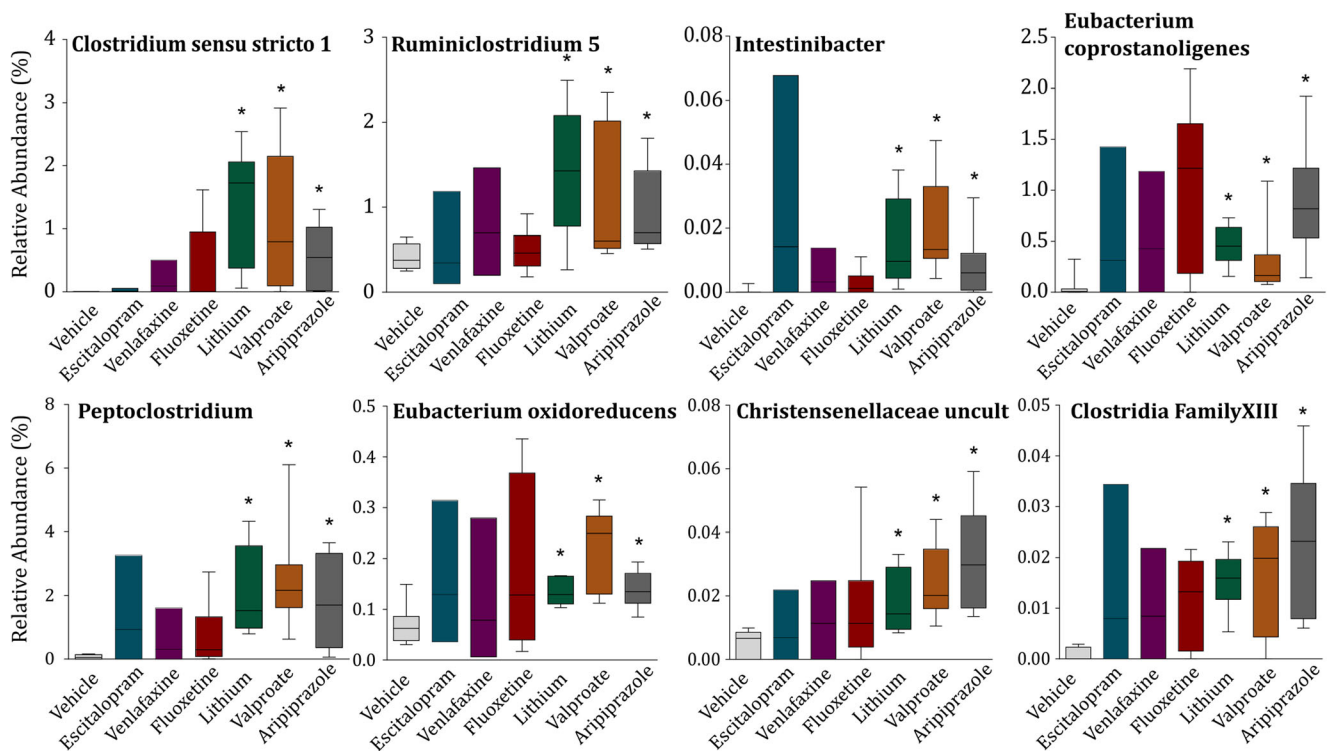 Relative Abundance (%)
Clostridium sensu stricto 1
4
3
2
1
0
*
*
*
Vehicle
Escitalopram
Venlafaxine
Fluoxetine
Lithium
Valproate
Aripiprazole
Ruminiclostridium 5
3
2
1
0
*
*
*
Vehicle
Escitalopram
Venlafaxine
Fluoxetine
Lithium
Valproate
Aripiprazole
Intestinibacter
0.08
0.06
0.04
0.02
0.00
*
*
*
Vehicle
Escitalopram
Venlafaxine
Fluoxetine
Lithium
Valproate
Aripiprazole
Eubacterium
coprostanoligenes
2.5
2.0
1.5
1.0
0.5
0.0
*
*
*
Vehicle
Escitalopram
Venlafaxine
Fluoxetine
Lithium
Valproate
Aripiprazole
Relative Abundance (%)
Peptoclostridium
8
6
4
2
0
*
*
*
Vehicle
Escitalopram
Venlafaxine
Fluoxetine
Lithium
Valproate
Aripiprazole
Eubacterium oxidoreducens
0.5
0.4
0.3
0.2
0.1
0.0
*
*
*
Vehicle
Escitalopram
Venlafaxine
Fluoxetine
Lithium
Valproate
Aripiprazole
Christensenellaceae uncult
0.08
0.06
0.04
0.02
0.00
*
*
*
Vehicle
Escitalopram
Venlafaxine
Fluoxetine
Lithium
Valproate
Aripiprazole
Clostridia FamilyXIII
0.05
0.04
0.03
0.02
0.01
0.00
*
*
*
Vehicle
Escitalopram
Venlafaxine
Fluoxetine
Lithium
Valproate
Aripiprazole